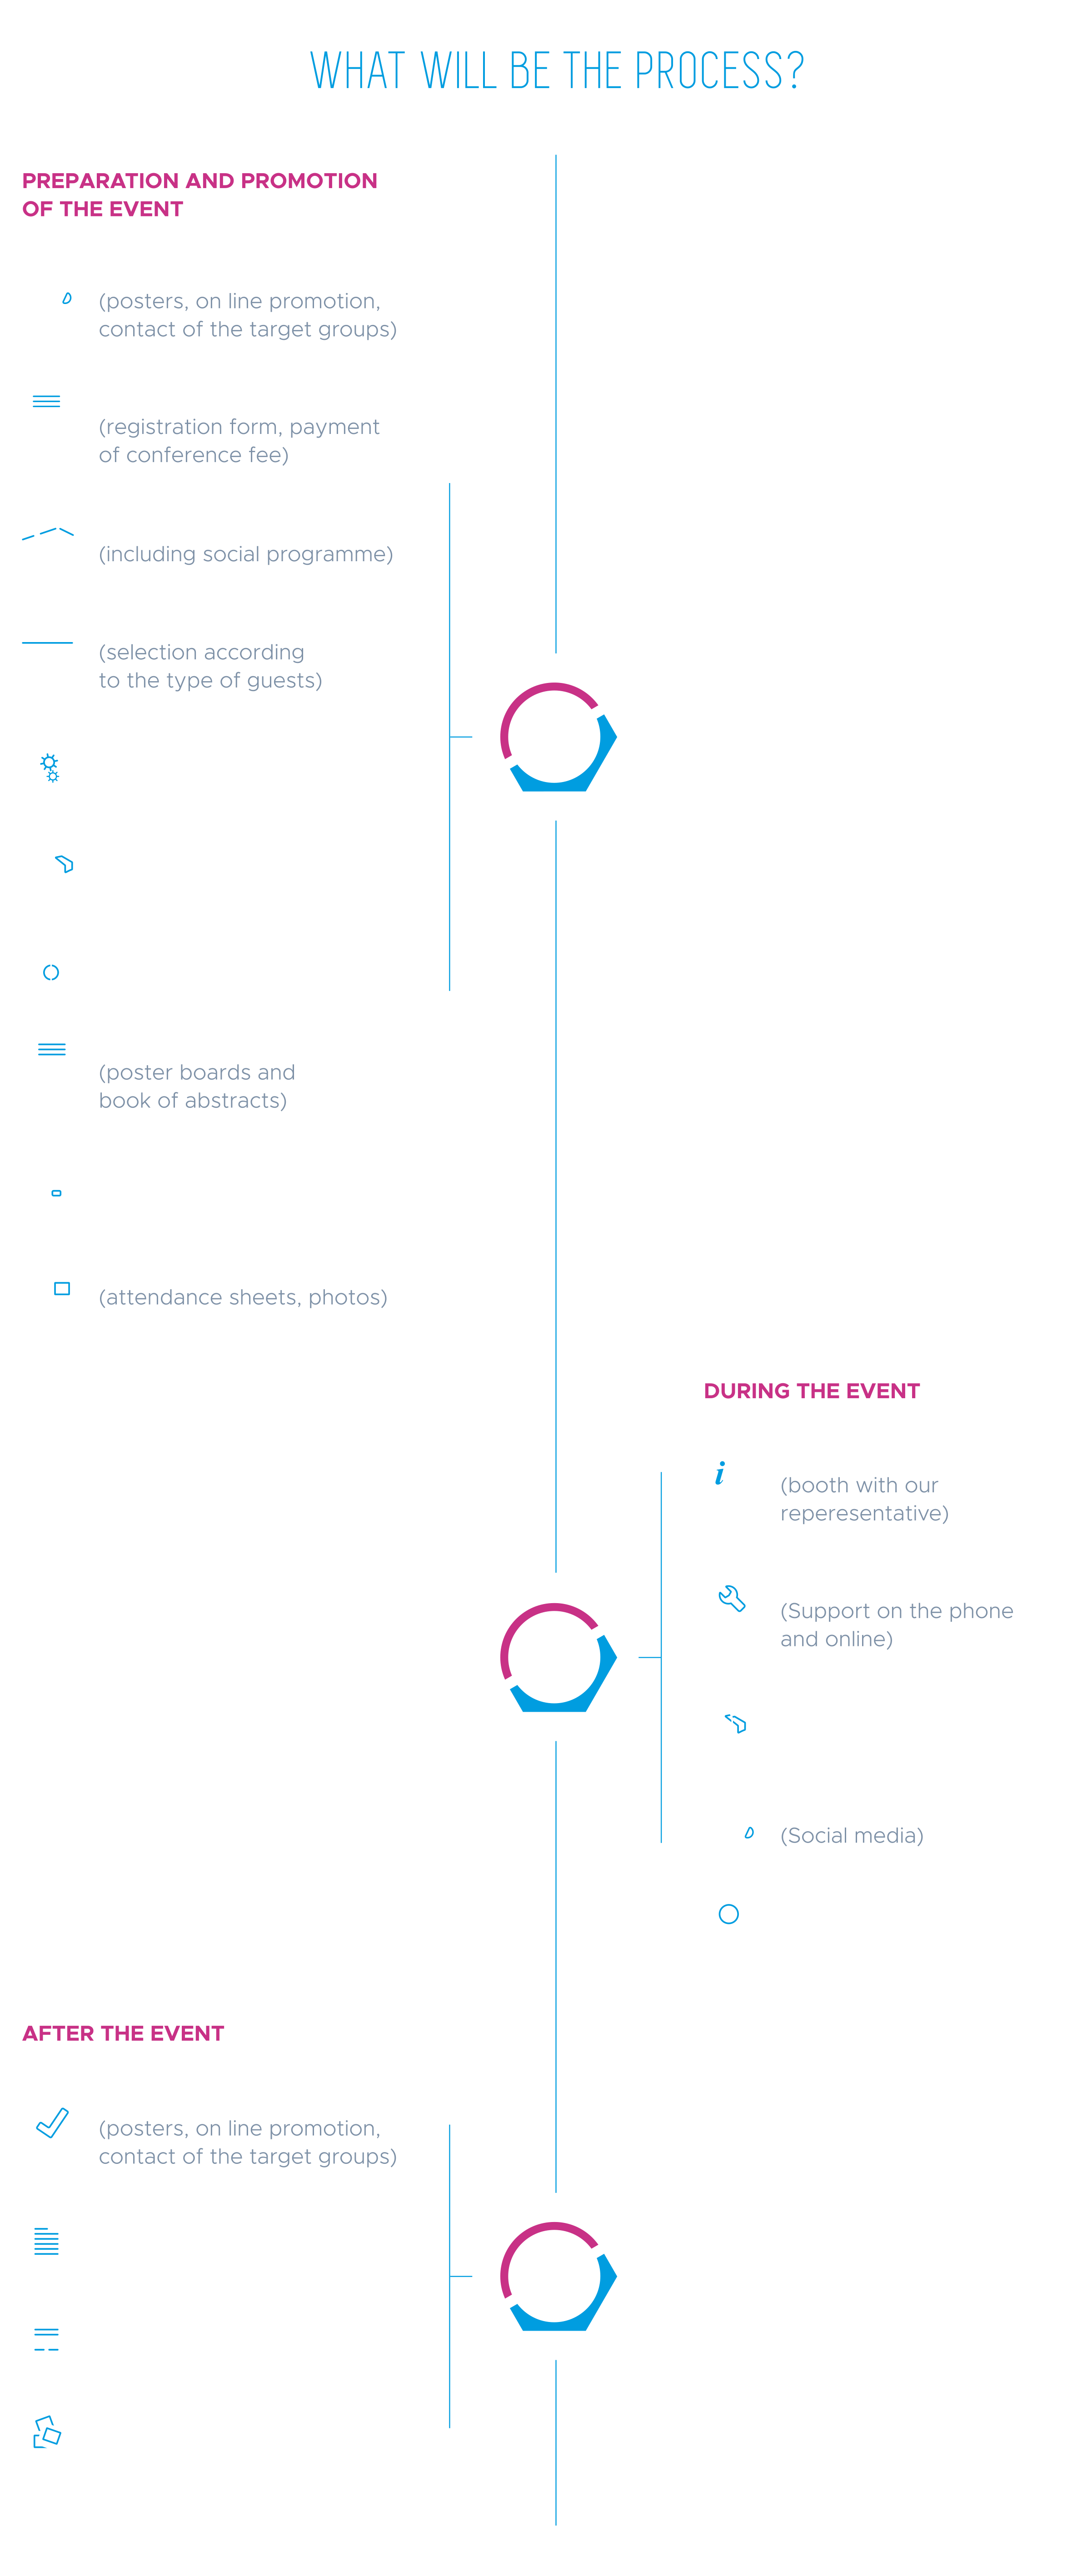 WHAT WILL BE THE PROCESS?
PREPARATION AND PROMOTION
OF THE EVENT
(posters, on line promotion,
contact of the target groups)
(registration form, payment
of conference fee)
(including social programme)
(selection according
to the type of guests)
(poster boards and
book of abstracts)
(attendance sheets, photos)
DURING THE EVENT
i
(booth with our
reperesentative)
(Support on the phone
and online)
(Social media)
AFTER THE EVENT
(posters, on line promotion,
contact of the target groups)